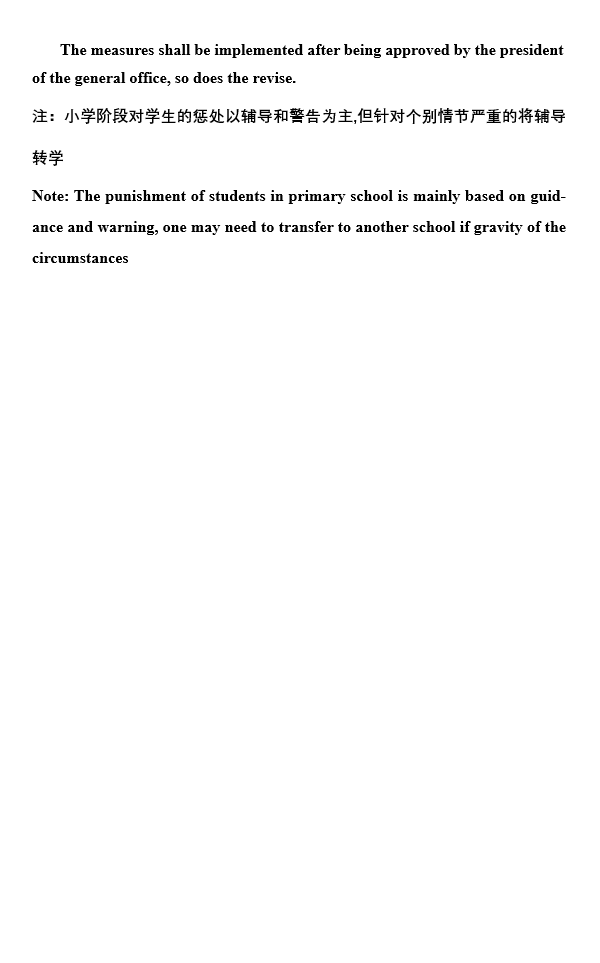 The measures shall be implemented after being approved by the president
of the general office, so does the revise.
注：小学阶段对学生的惩处以辅导和警告为主,但针对个别情节严重的将辅导
转学
Note: The punishment of students in primary school is mainly based on guid-
ance and warning, one may need to transfer to another school if gravity of the
circumstances